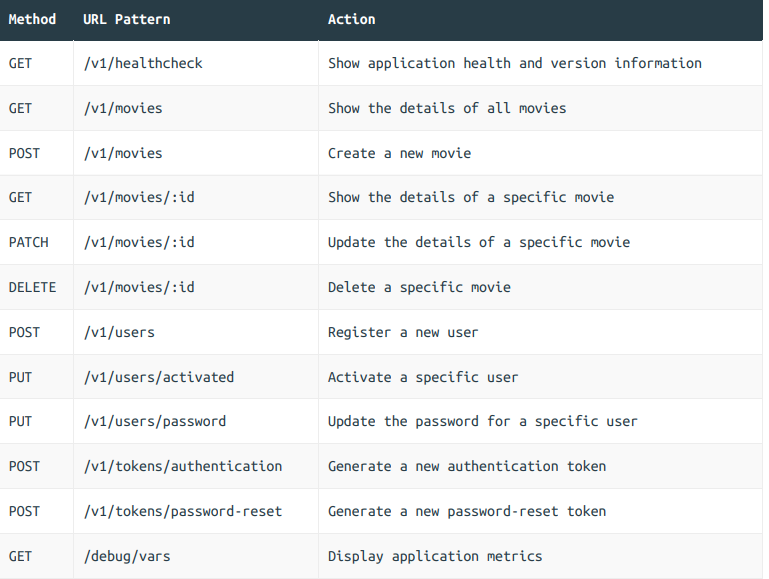 Method URL Pattern Action
GET /v1/healthcheck Show application health and version information
GET /v1/movies Show the details of all movies
POST /v1/movies Create a new movie
GET /v1/movies/:id Show the details of a specific movie
PATCH /v1/movies/:id Update the details of a specific movie
DELETE /v1/movies/:id Delete a specific movie
POST /v1/users Register a new user
PUT /v1/users/activated Activate a specific user
PUT /v1/users/password Update the password for a specific user
POST /v1/tokens/authentication Generate a new authentication token
POST /v1/tokens/password-reset Generate a new password-reset token
GET /debug/vars Display application metrics